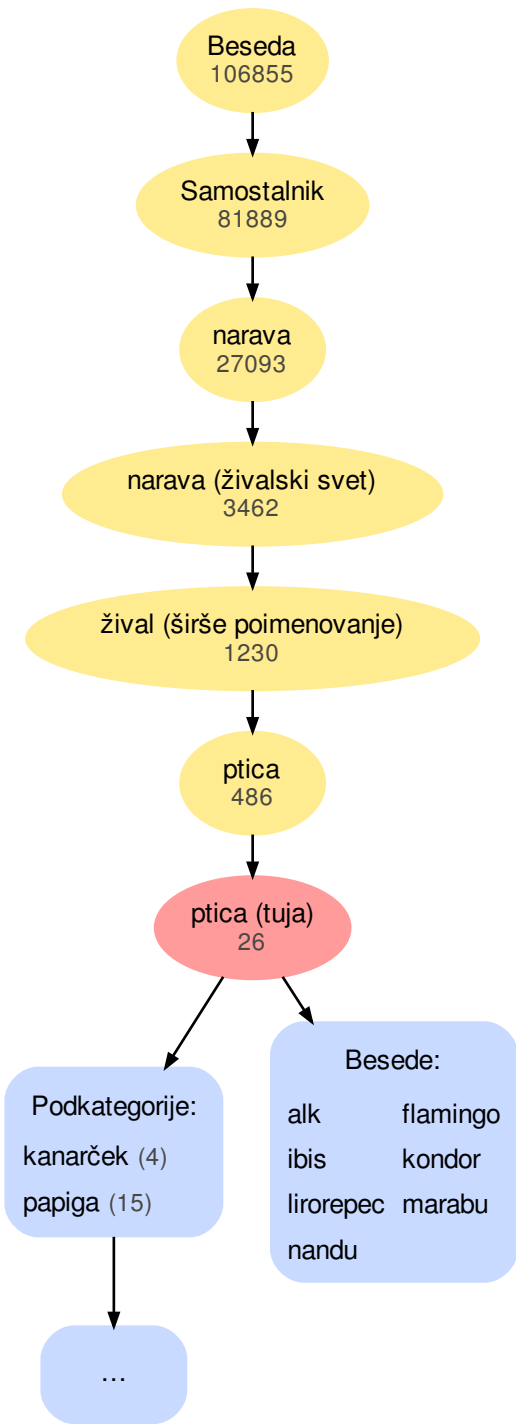 Beseda
106855
Samostalnik
81889
narava
27093
narava (živalski svet)
3462
žival (širše poimenovanje)
1230
ptica
486
ptica (tuja)
26
Podkategorije:
kanarček (4)
papiga (15)
...
Besede:
alk flamingo
ibis kondor
lirorepec marabu
nandu